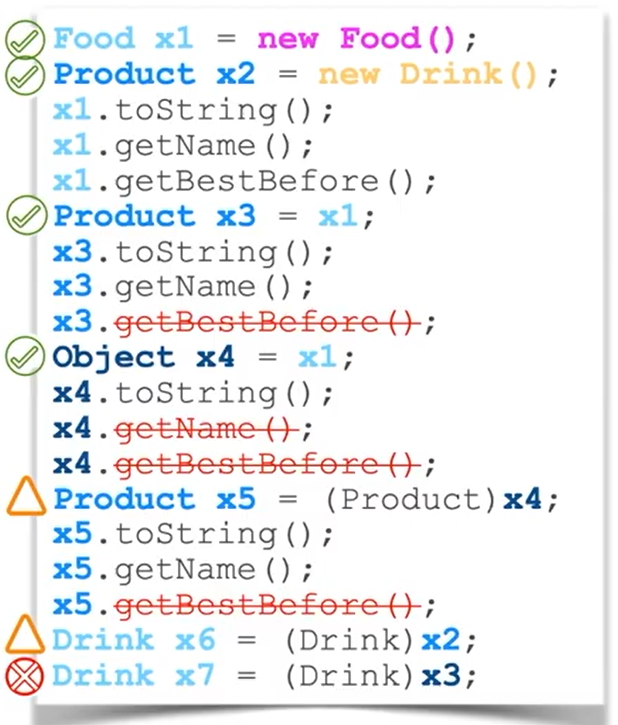 Food x1 = new Food();
Product x2 = new Drink();
x1.toString();
x1.getName();
x1.getBestBefore();
Product x3 = x1;
x3.toString();
x3.getName();
x3.getBestBefore();
Object x4 = x1;
x4.toString();
x4.getName();
x4.getBestBefore();
Product x5 = (Product)x4;
x5.toString();
x5.getName();
x5.getBestBefore();
Drink x6 = (Drink)x2;
Drink x7 = (Drink)x3;